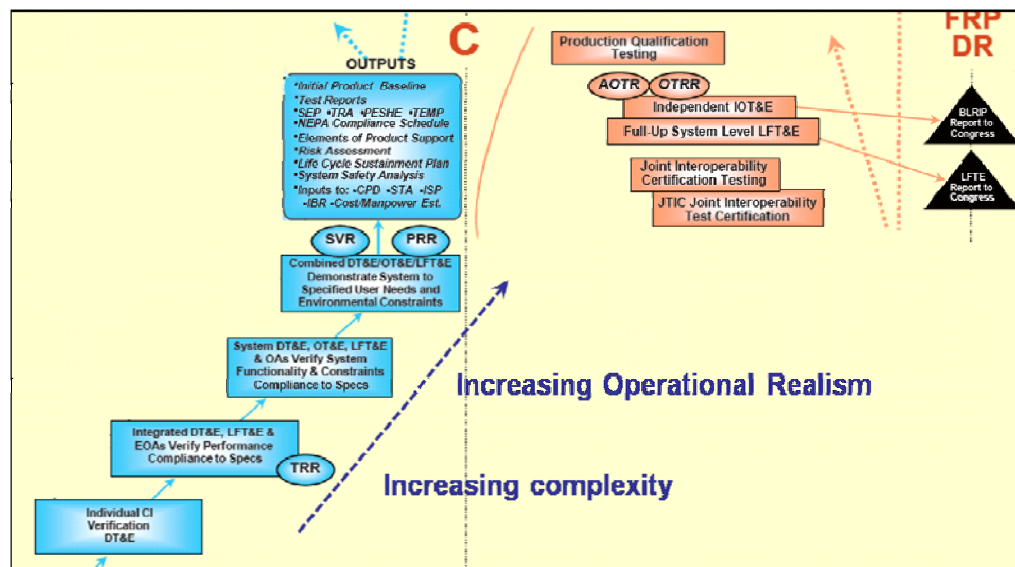 C
FRP
DR
OUTPUTS
•Initial Product Baseline
•Test Reports
•SEP •TRA •PESHE •TEMP
•NEPA Compliance Schedule
•Elements of Product Support
•Risk Assessment
•Life Cycle Sustainment Plan
•System Safety Analysis
•Inputs to: -CPD -STA -ISP
-IBR -Cost/Manpower Est.
SVR
PRR
Combined DT&E/OT&E/LFT&E
Demonstrate System to
Specified User Needs and
Environmental Constraints
System DT&E, OT&E, LFT&E
& OAs Verify System
Functionality & Constraints
Compliance to Specs
Integrated DT&E, LFT&E &
EOAs Verify Performance
Compliance to Specs
TRR
Individual CI
Verification
DT&E
Production Qualification
Testing
AOTR
OTRR
Independent IOT&E
Full-Up System Level LFT&E
Joint Interoperability
Certification Testing
JTIC Joint Interoperability
Test Certification
BLRIP
Report to
Congress
LFTE
Report to
Congress
Increasing Operational Realism
Increasing complexity